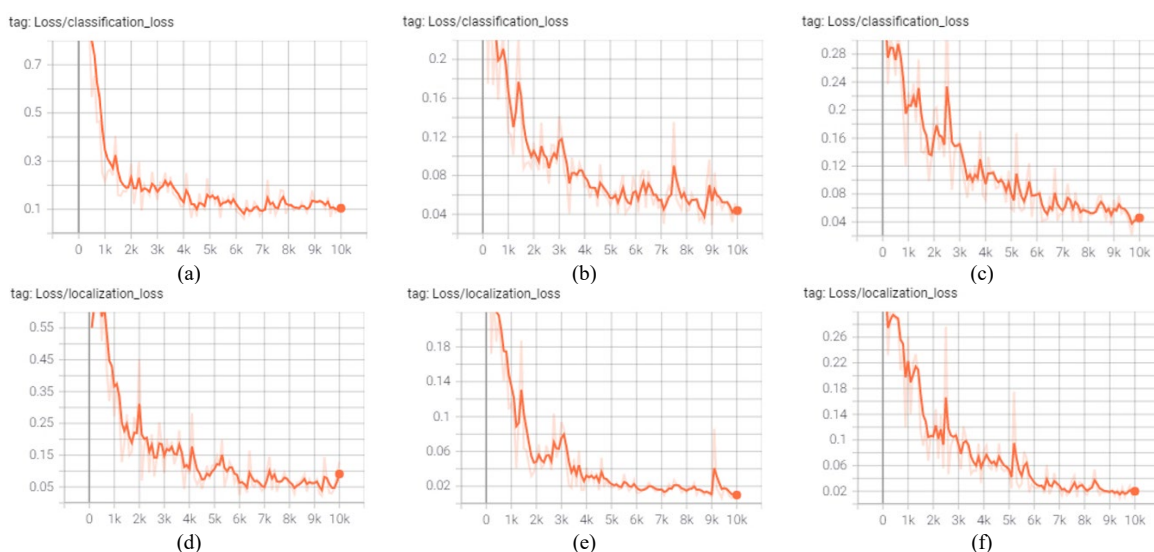 tag: Loss/classification_loss
0.7
0.5
0.3
0.1
0 1k 2k 3k 4k 5k 6k 7k 8k 9k 10k
(a)
tag: Loss/classification_loss
0.2
0.16
0.12
0.08
0.04
0 1k 2k 3k 4k 5k 6k 7k 8k 9k 10k
(b)
tag: Loss/classification_loss
0.28
0.24
0.2
0.16
0.12
0.08
0.04
0 1k 2k 3k 4k 5k 6k 7k 8k 9k 10k
(c)
tag: Loss/localization_loss
0.55
0.45
0.35
0.25
0.15
0.05
0 1k 2k 3k 4k 5k 6k 7k 8k 9k 10k
(d)
tag: Loss/localization_loss
0.18
0.14
0.1
0.06
0.02
0 1k 2k 3k 4k 5k 6k 7k 8k 9k 10k
(e)
tag: Loss/localization_loss
0.26
0.22
0.18
0.14
0.1
0.06
0.02
0 1k 2k 3k 4k 5k 6k 7k 8k 9k 10k
(f)